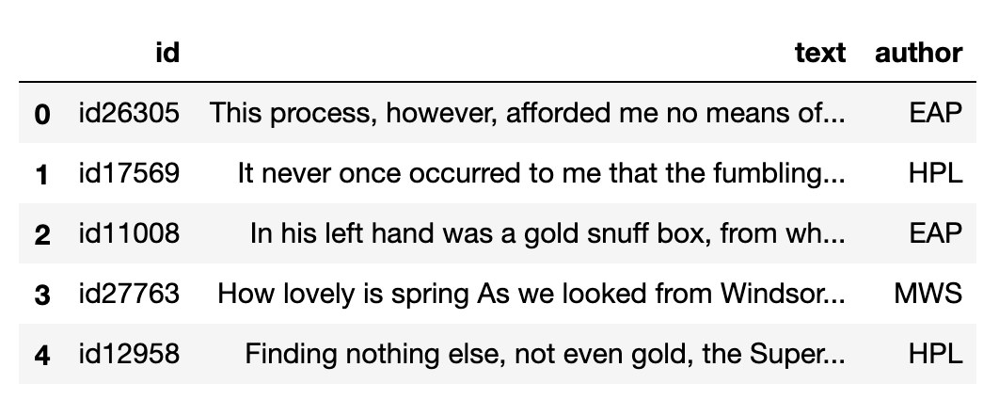 id text author
0 id26305 This process, however, afforded me no means of... EAP
1 id17569 It never once occurred to me that the fumbling... HPL
2 id11008 In his left hand was a gold snuff box, from wh... EAP
3 id27763 How lovely is spring As we looked from Windsor... MWS
4 id12958 Finding nothing else, not even gold, the Super... HPL